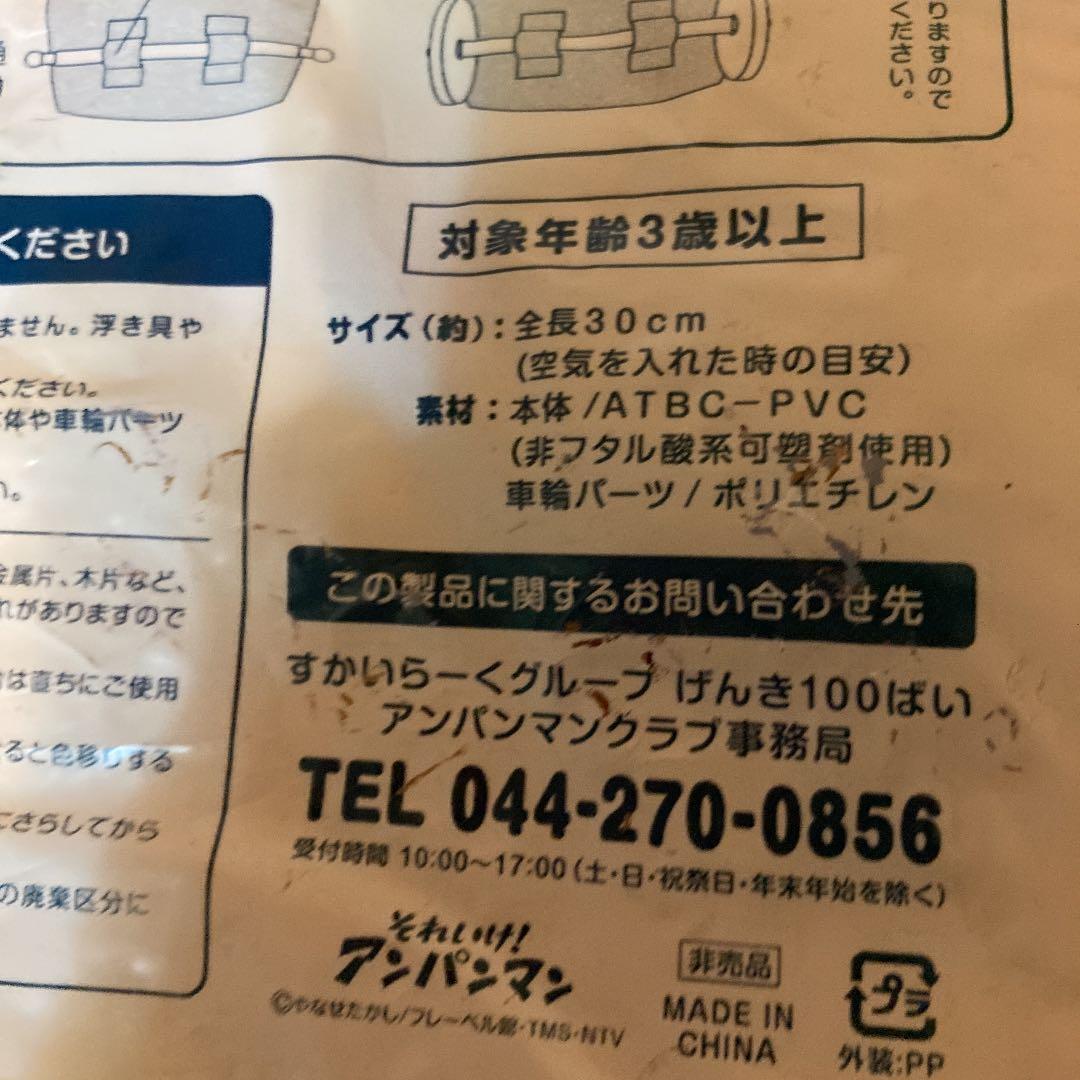 りますので
ください。
ください
ません。浮き具や
ください。
体や車輪パーツ
い。
金属片、木片など、
れがありますので
は直ちにご使用
ると色移りする
にさらしてから
の廃棄区分に
対象年齢3歳以上
サイズ(約):全長30cm
(空気を入れた時の目安)
素材:本体/ATBC-PVC
(非フタル酸系可塑剤使用)
車輪パーツ/ポリエチレン
この製品に関するお問い合わせ先
すかいらーくグループ げんき100ばい
アンパンマンクラブ事務局
TEL 044-270-0856
受付時間 10:00〜17:00(土・日・祝祭日・年末年始を除く)
それいけ!
アンパンマン
©やなせたかし/フレーベル館・TMS・NTV
非売品
MADE IN
CHINA
プラ
外装:PP